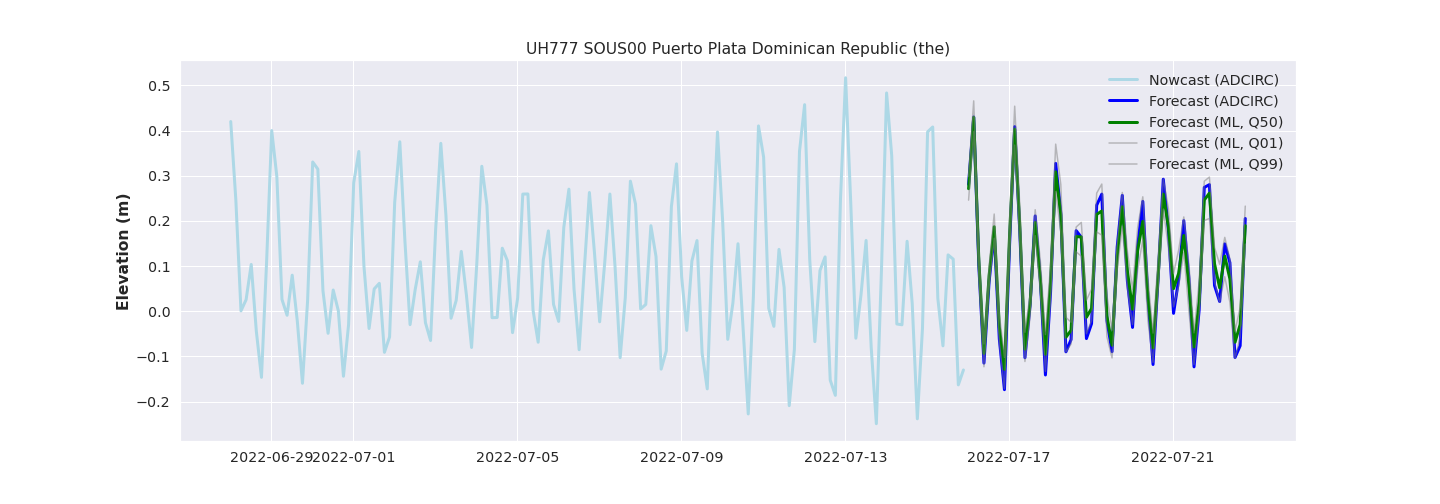 UH777 SOUS00 Puerto Plata Dominican Republic (the)
Nowcast (ADCIRC)
Forecast (ADCIRC)
Forecast (ML, Q50)
Forecast (ML, Q01)
Forecast (ML, Q99)
Elevation (m)
0.5
0.4
0.3
0.2
0.1
0.0
−0.1
−0.2
2022-06-29 2022-07-01 2022-07-05 2022-07-09 2022-07-13 2022-07-17 2022-07-21